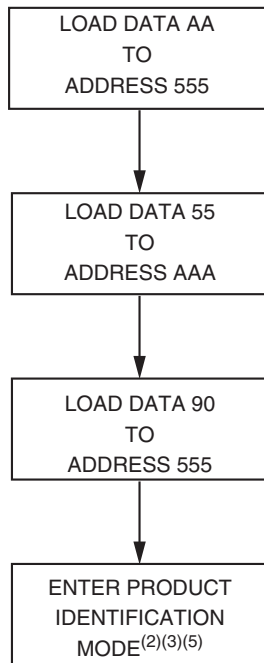 LOAD DATA AA
TO
ADDRESS 555
LOAD DATA 55
TO
ADDRESS AAA
LOAD DATA 90
TO
ADDRESS 555
ENTER PRODUCT
IDENTIFICATION
MODE(2)(3)(5)